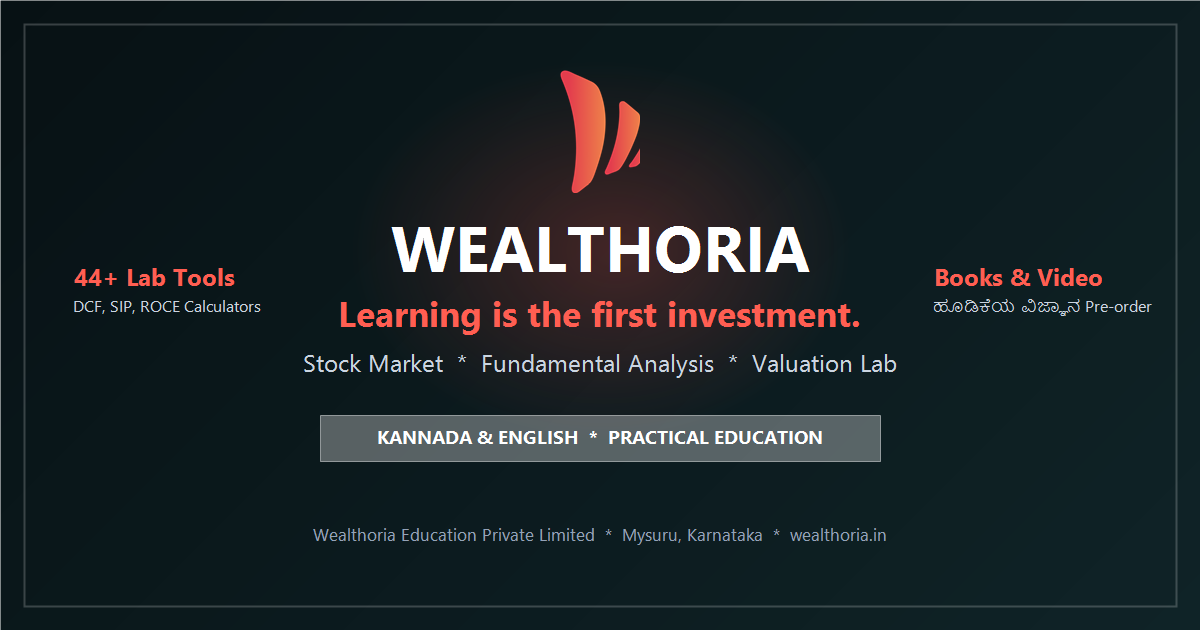 WEALTHORIA
Learning is the first investment.
Stock Market * Fundamental Analysis * Valuation Lab
44+ Lab Tools
DCF, SIP, ROCE Calculators
Books & Video
ಹೂಡಿಕೆಯ ವಿಜ್ಞಾನ Pre-order
KANNADA & ENGLISH * PRACTICAL EDUCATION
Wealthoria Education Private Limited * Mysuru, Karnataka * wealthoria.in